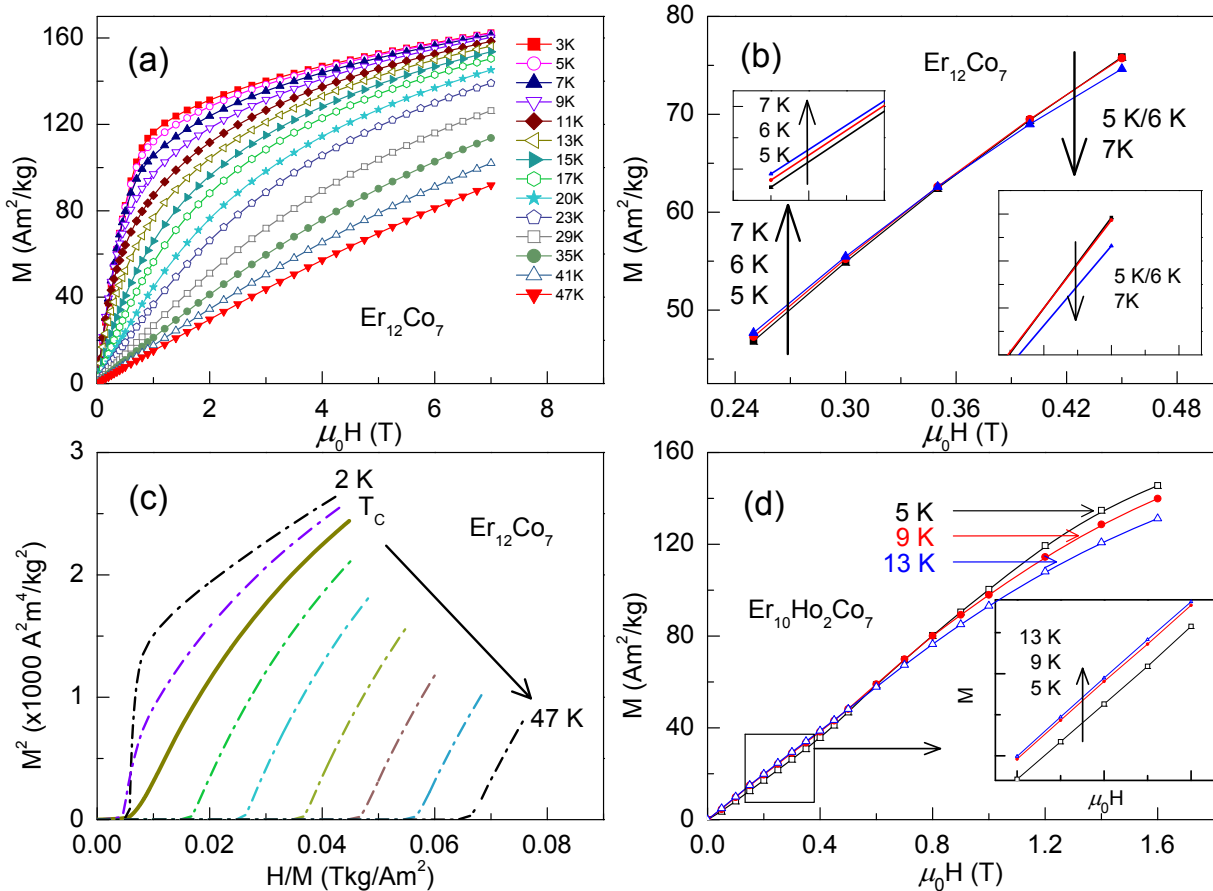 (a)
160
120
80
40
0
0
2
4
6
8
M (Am²/kg)
μ₀H (T)
Er₁₂Co₇
3K
5K
7K
9K
11K
13K
15K
17K
20K
23K
29K
35K
41K
47K
(b)
Er₁₂Co₇
80
70
60
50
0.24
0.30
0.36
0.42
0.48
M (Am²/kg)
μ₀H (T)
7 K
6 K
5 K
7 K
6 K
5 K
5 K/6 K
7K
5 K/6 K
7K
(c)
2 K
T_C
Er₁₂Co₇
47 K
3
2
1
0
0.00
0.02
0.04
0.06
0.08
M² (x1000 A²m⁴/kg²)
H/M (Tkg/Am²)
(d)
160
120
80
40
0
0.0
0.4
0.8
1.2
1.6
M (Am²/kg)
μ₀H (T)
5 K
9 K
13 K
Er₁₀Ho₂Co₇
13 K
9 K
5 K
M
μ₀H